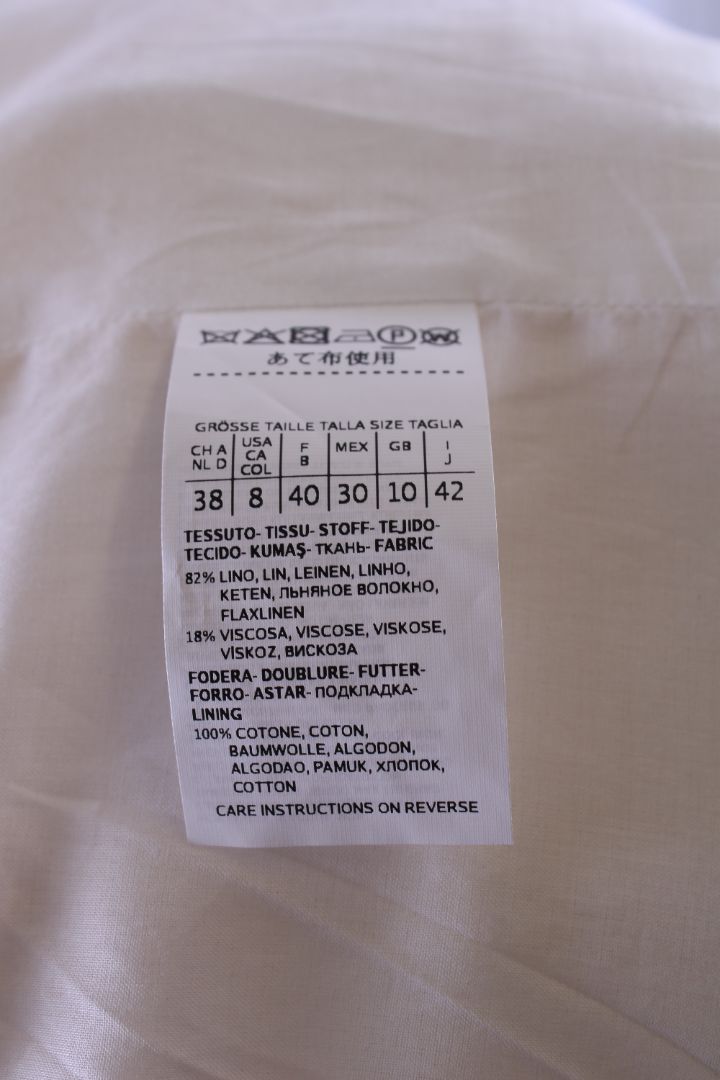 P W
あて布使用
GRÖSSE TAILLE TALLA SIZE TAGLIA
CH A NL D USA CA COL F B MEX GB I J
38 8 40 30 10 42
TESSUTO- TISSU- STOFF- TEJIDO-
TECIDO- KUMAŞ- ТКАНЬ- FABRIC
82% LINO, LIN, LEINEN, LINHO,
KETEN, ЛЬНЯНОЕ ВОЛОКНО,
FLAXLINEN
18% VISCOSA, VISCOSE, VISKOSE,
VİSKOZ, ВИСКОЗА
FODERA- DOUBLURE- FUTTER-
FORRO- ASTAR- ПОДКЛАДКА-
LINING
100% COTONE, COTON,
BAUMWOLLE, ALGODON,
ALGODAO, PAMUK, ХЛОПОК,
COTTON
CARE INSTRUCTIONS ON REVERSE